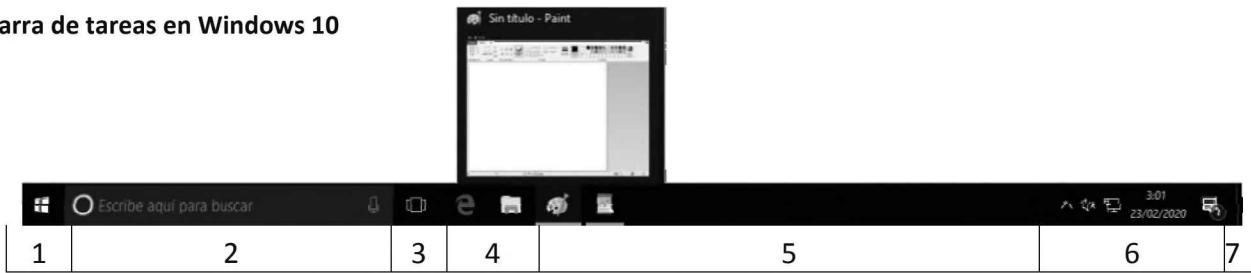 arra de tareas en Windows 10
Sin título - Paint
Escribe aquí para buscar
3:01
23/02/2020
1 2 3 4 5 6 7